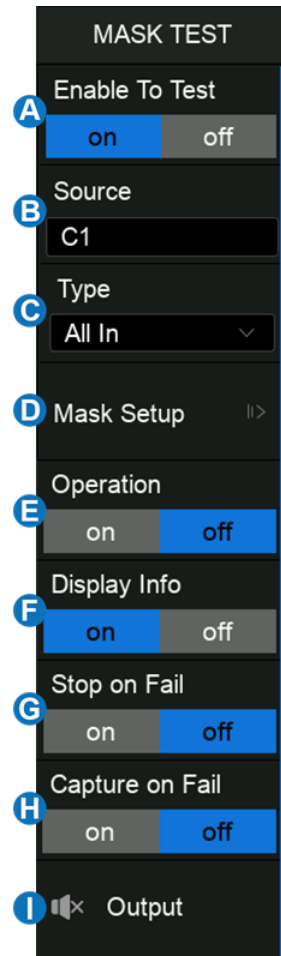 MASK TEST
Enable To Test
A
on off
B
Source
C1
Type
C
All In
D Mask Setup
Operation
E
on off
Display Info
F
on off
Stop on Fail
G
on off
Capture on Fail
H
on off
I Output